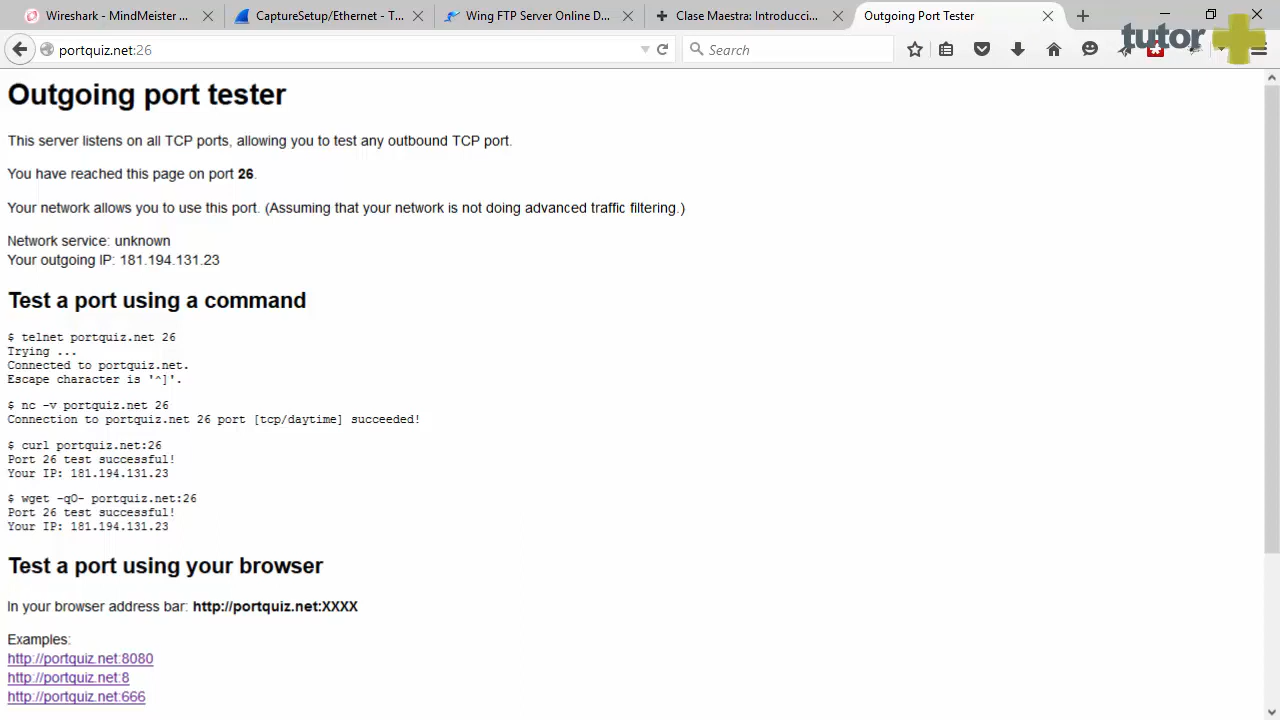 Wireshark - MindMeister ...
CaptureSetup/Ethernet - T...
Wing FTP Server Online D...
Clase Maestra: Introducci...
Outgoing Port Tester
tutor
portquiz.net:26
Search
Outgoing port tester
This server listens on all TCP ports, allowing you to test any outbound TCP port.
You have reached this page on port 26.
Your network allows you to use this port. (Assuming that your network is not doing advanced traffic filtering.)
Network service: unknown
Your outgoing IP: 181.194.131.23
Test a port using a command
$ telnet portquiz.net 26
Trying ...
Connected to portquiz.net.
Escape character is '^]'.
$ nc -v portquiz.net 26
Connection to portquiz.net 26 port [tcp/daytime] succeeded!
$ curl portquiz.net:26
Port 26 test successful!
Your IP: 181.194.131.23
$ wget -qO- portquiz.net:26
Port 26 test successful!
Your IP: 181.194.131.23
Test a port using your browser
In your browser address bar: http://portquiz.net:XXXX
Examples:
http://portquiz.net:8080
http://portquiz.net:8
http://portquiz.net:666